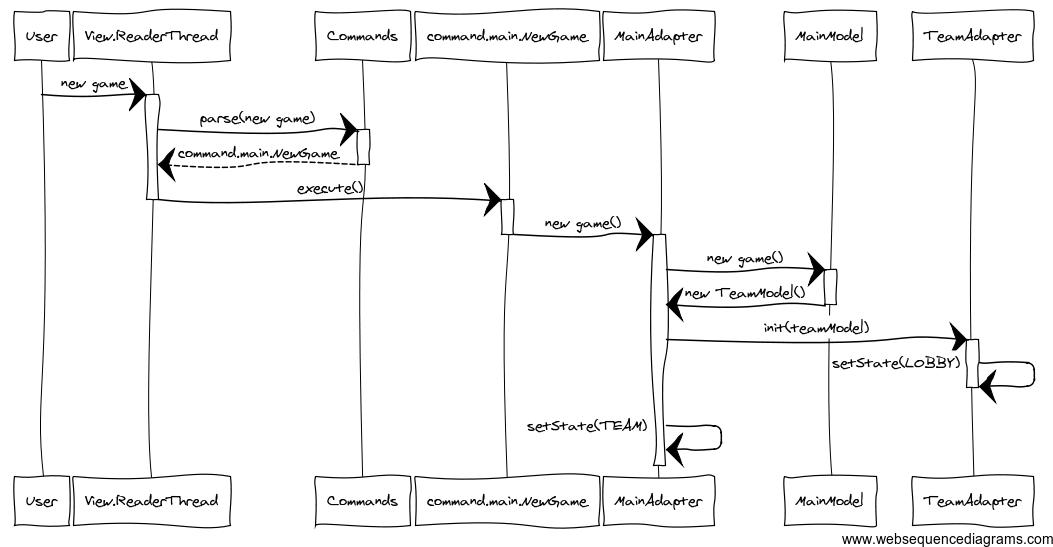 User
View.ReaderThread
Commands
command.main.NewGame
MainAdapter
MainModel
TeamAdapter
new game
parse(new game)
command.main.NewGame
execute()
new game()
new game()
new TeamModel()
init(teamModel)
setState(LOBBY)
setState(TEAM)
User
View.ReaderThread
Commands
command.main.NewGame
MainAdapter
MainModel
TeamAdapter
www.websequencediagrams.com